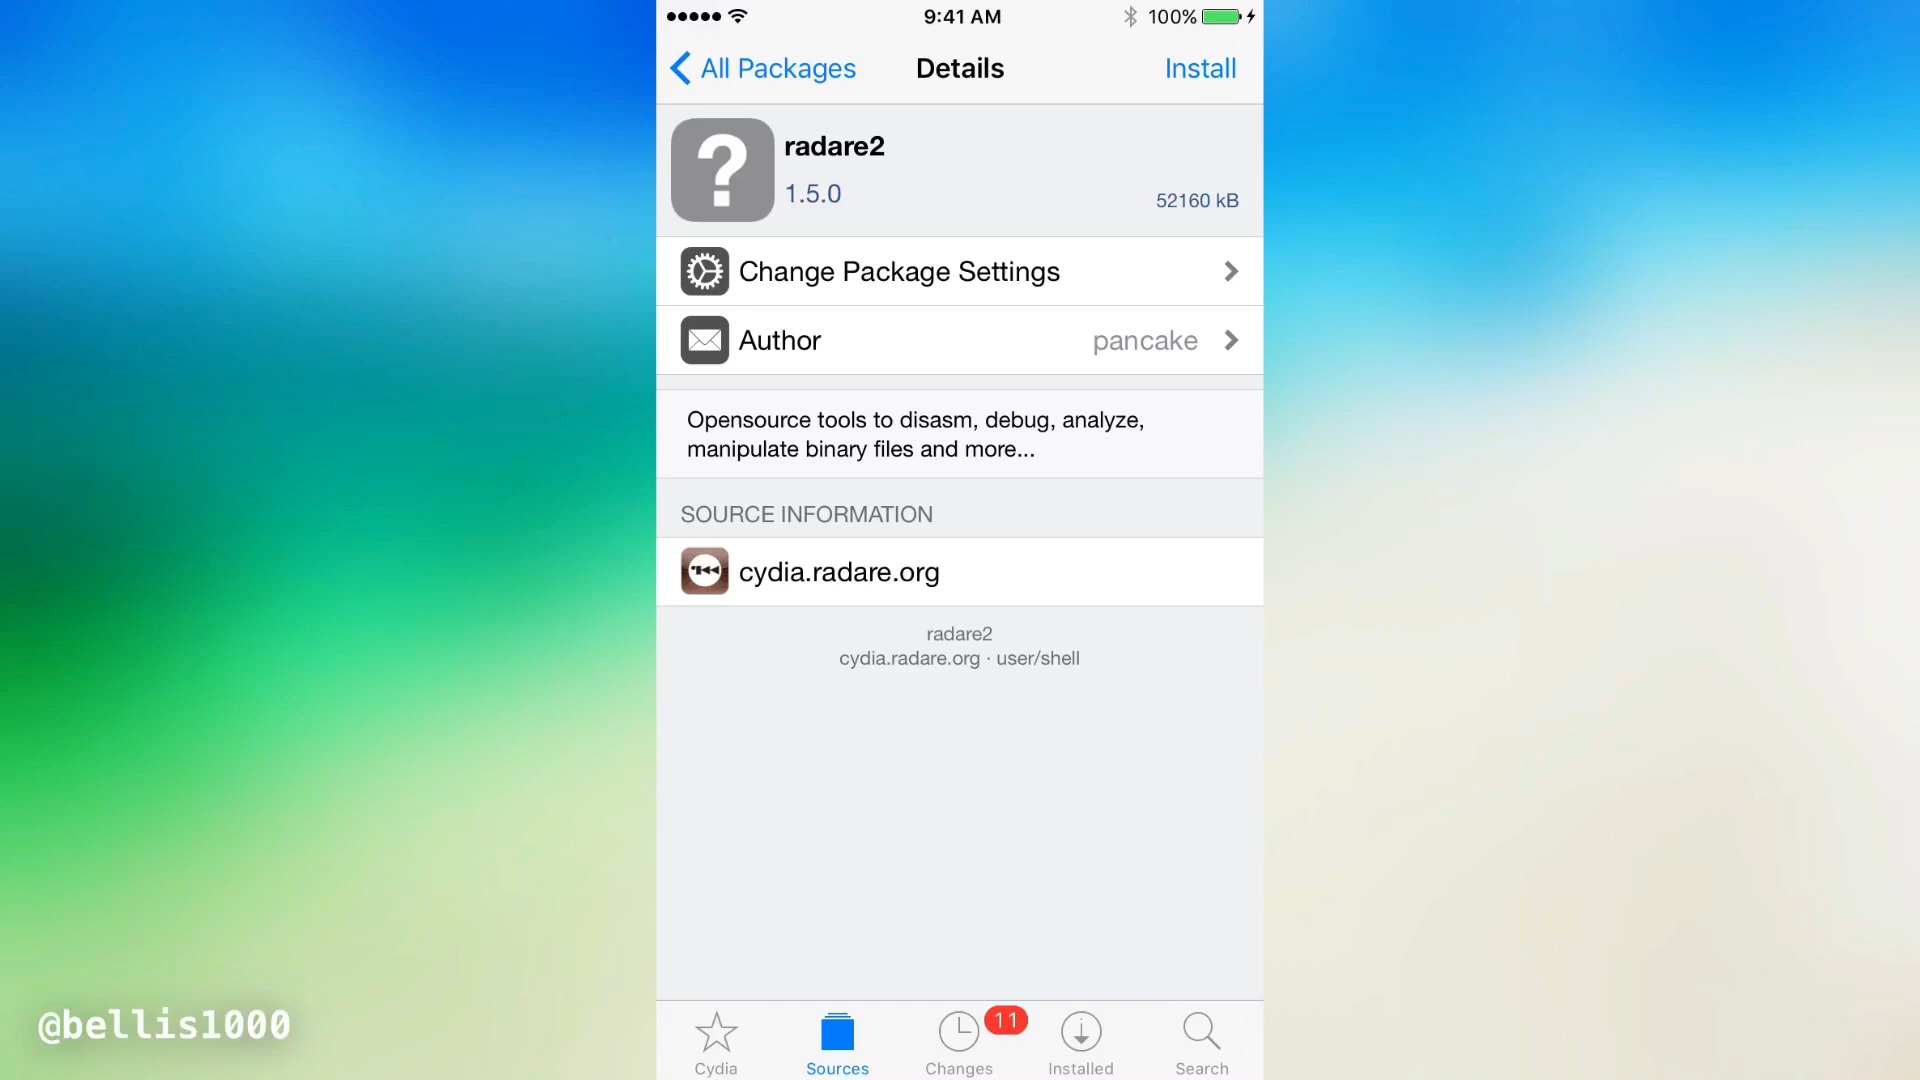 9:41 AM
100%
All Packages
Details
Install
?
radare2
1.5.0
52160 kB
Change Package Settings
Author
pancake
Opensource tools to disasm, debug, analyze,
manipulate binary files and more...
SOURCE INFORMATION
cydia.radare.org
radare2
cydia.radare.org · user/shell
@bellis1000
11
Cydia
Sources
Changes
Installed
Search